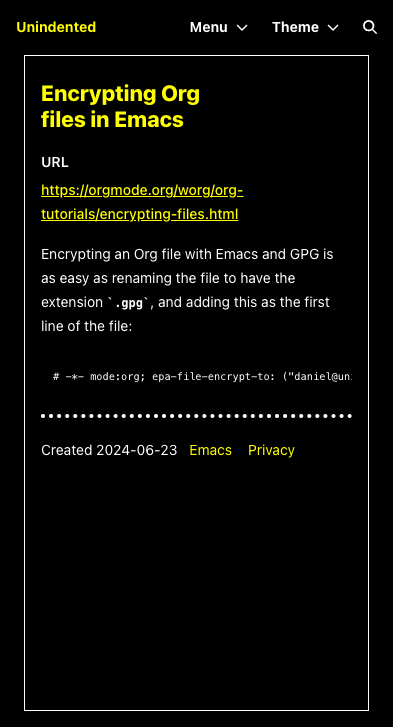 Unindented
Menu
Theme
Encrypting Org
files in Emacs
URL
https://orgmode.org/worg/org-
tutorials/encrypting-files.html
Encrypting an Org file with Emacs and GPG is
as easy as renaming the file to have the
extension `.gpg`, and adding this as the first
line of the file:
# -*- mode:org; epa-file-encrypt-to: ("daniel@un
Created 2024-06-23 Emacs Privacy